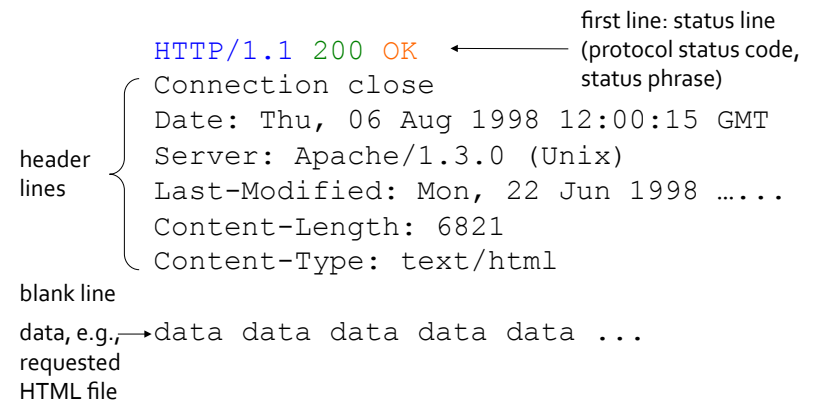 first line: status line
HTTP/1.1 200 OK
(protocol status code,
status phrase)
Connection close
Date: Thu, 06 Aug 1998 12:00:15 GMT
header
lines
Server: Apache/1.3.0 (Unix)
Last-Modified: Mon, 22 Jun 1998 …...
Content-Length: 6821
Content-Type: text/html
blank line
data, e.g.,
requested
HTML file
data data data data data ...